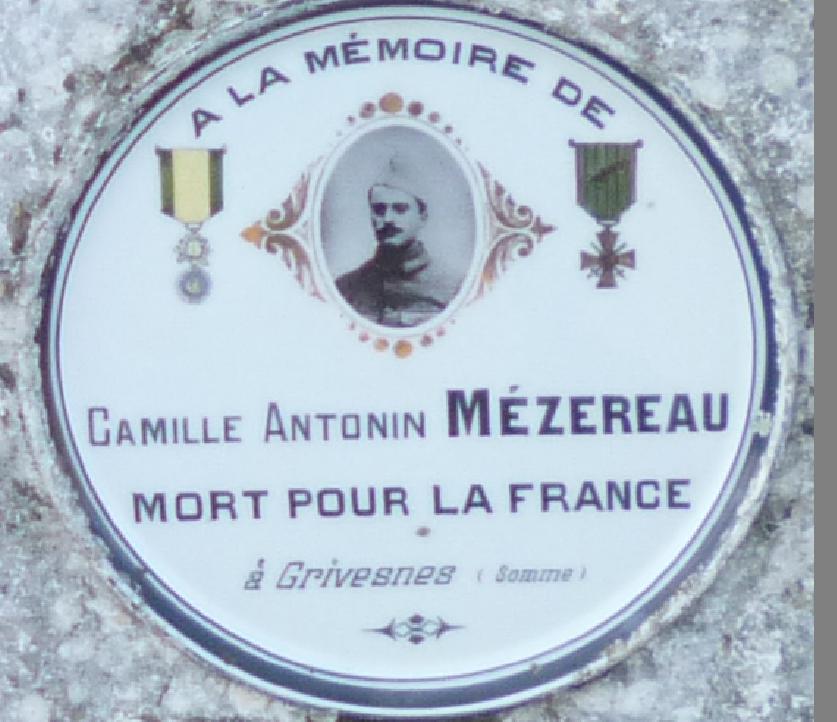 A LA MÉMOIRE DE
CAMILLE ANTONIN MÉZEREAU
MORT POUR LA FRANCE
à Grivesnes (Somme)